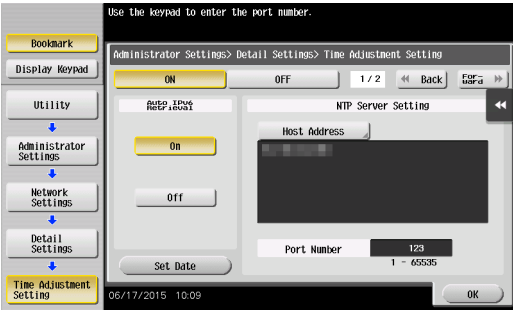 Use the keypad to enter the port number.
Bookmark
Display Keypad
Utility
Administrator
Settings
Network
Settings
Detail
Settings
Time Adjustment
Setting
Administrator Settings> Detail Settings> Time Adjustment Setting
ON
OFF
1/ 2
Back
For-
ward
Auto IPv6
Retrieval
On
Off
Set Date
NTP Server Setting
Host Address
Port Number
123
1 - 65535
06/17/2015 10:09
OK